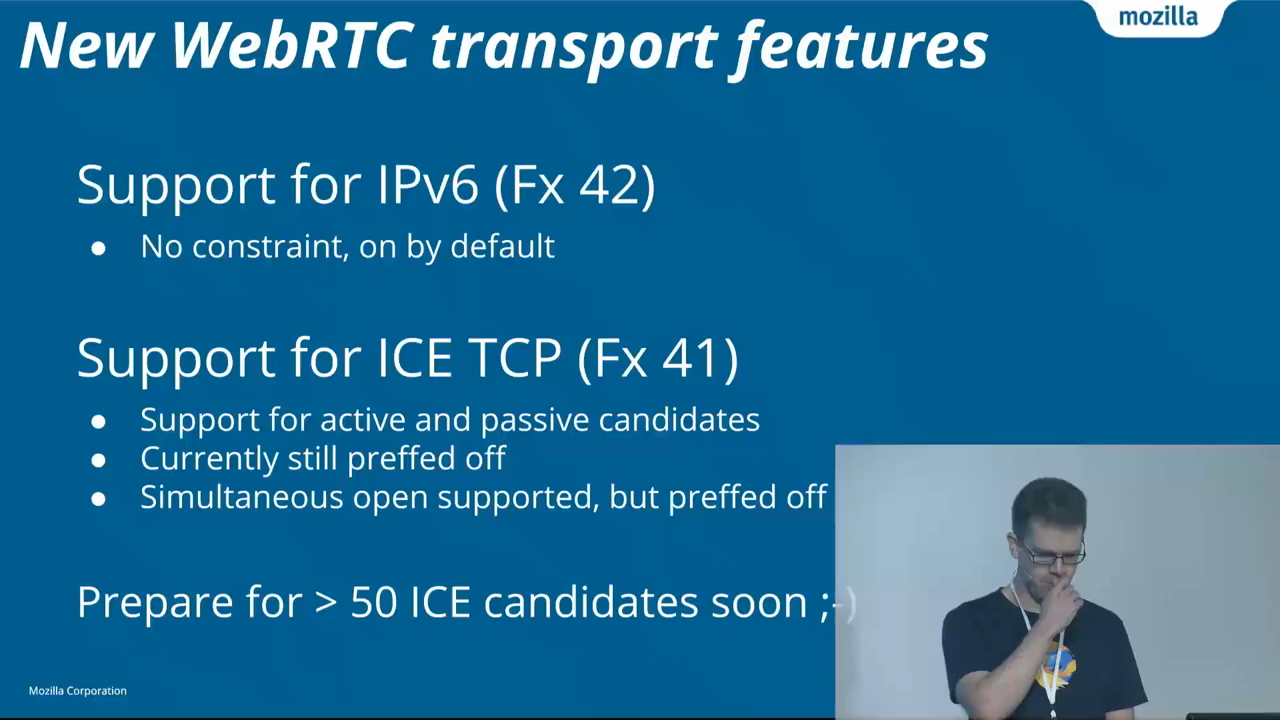 New WebRTC transport features
mozilla
Support for IPv6 (Fx 42)
● No constraint, on by default
Support for ICE TCP (Fx 41)
● Support for active and passive candidates
● Currently still preffed off
● Simultaneous open supported, but preffed off
Prepare for > 50 ICE candidates soon ;-)
Mozilla Corporation